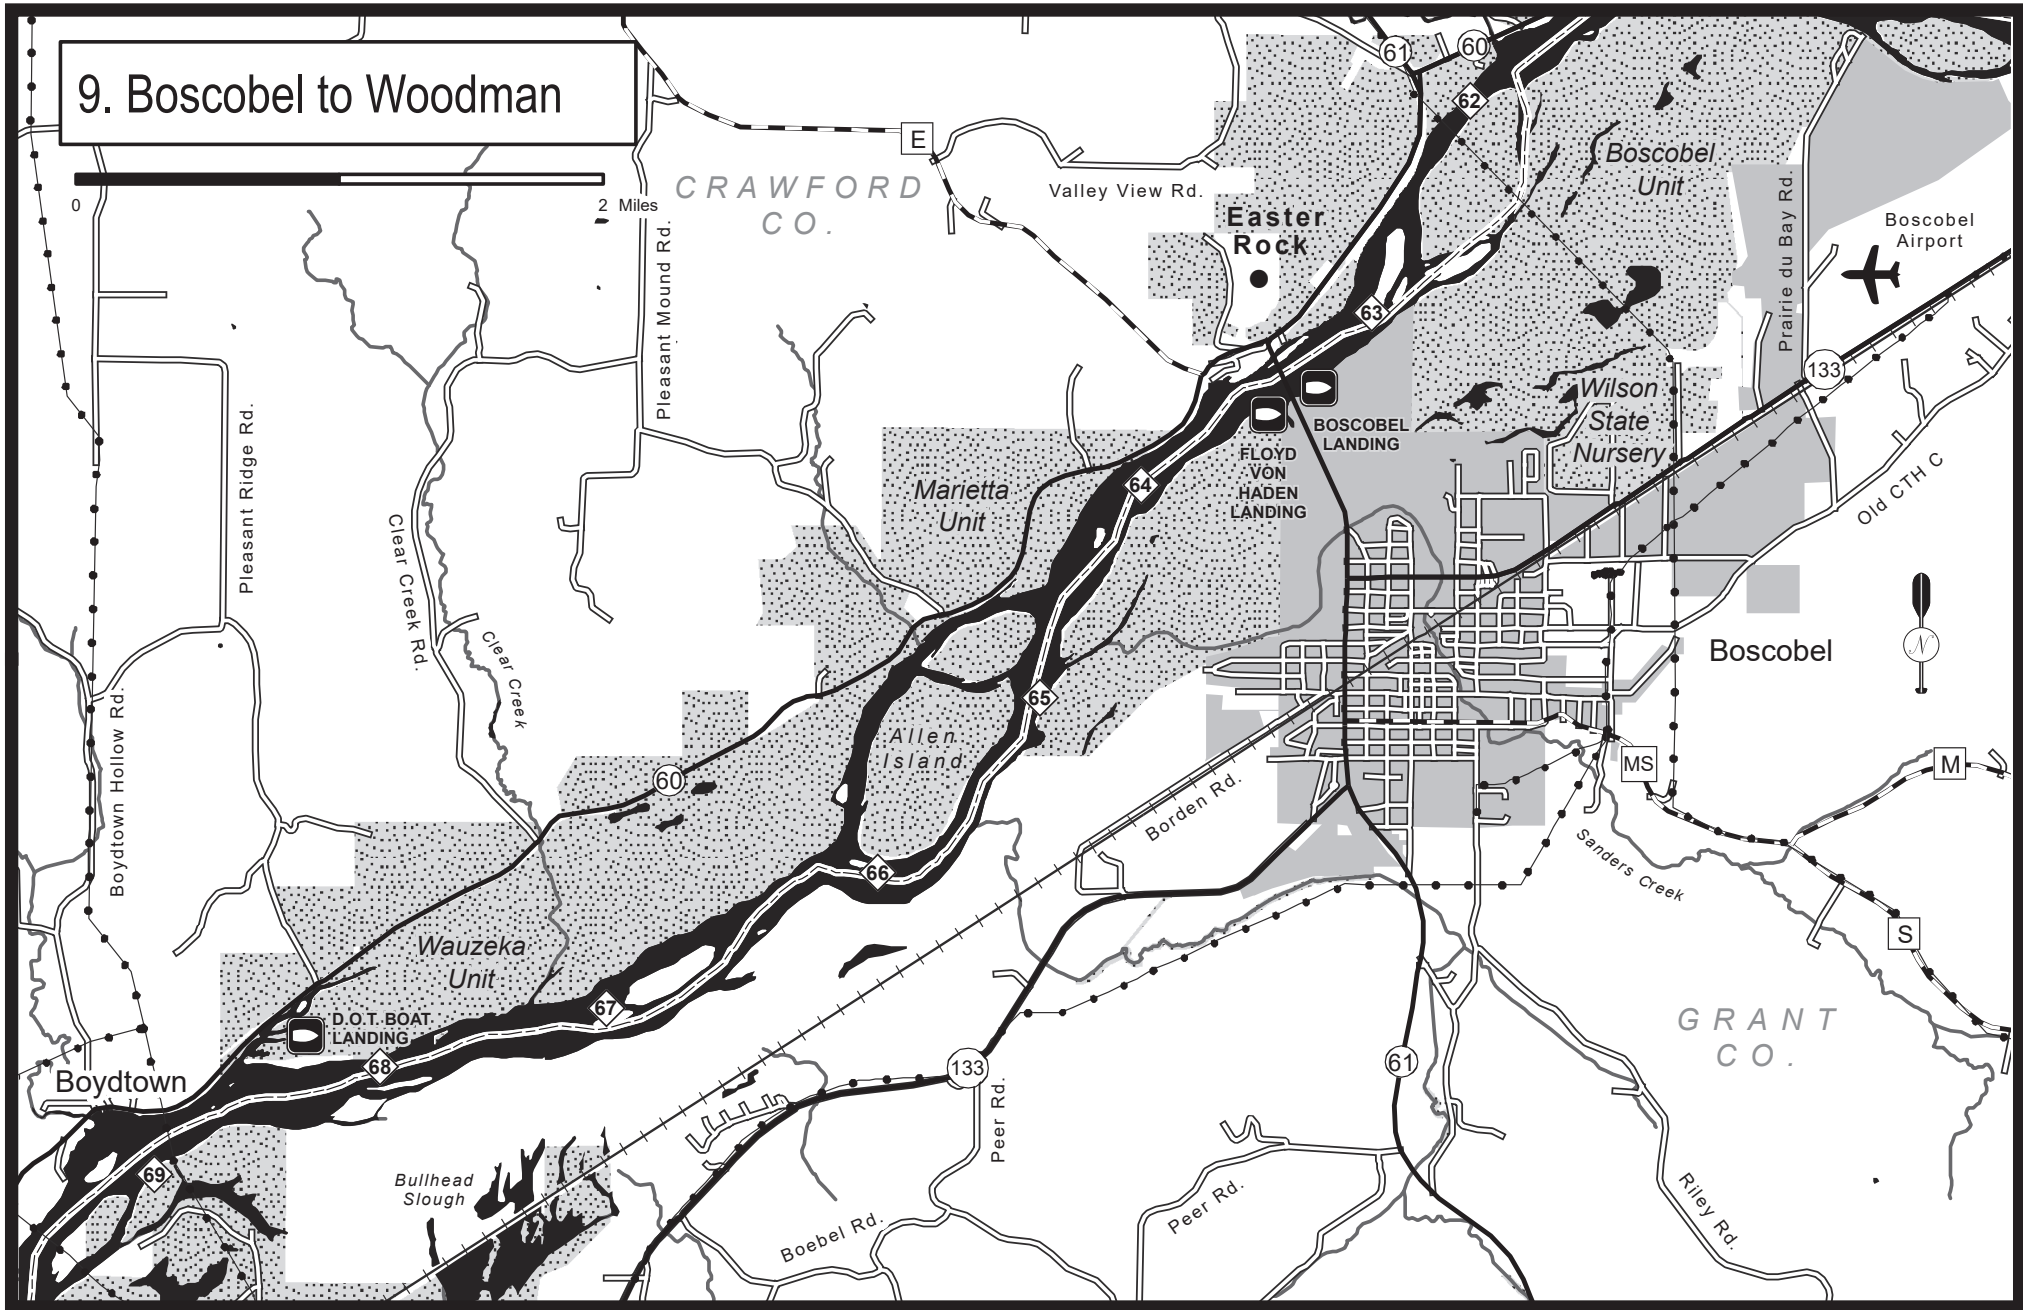 9. Boscobel to Woodman
0
2 Miles
61
60
62
E
CRAWFORD
CO.
Valley View Rd.
Easter
Rock
Boscobel
Unit
Prairie du Bay Rd.
Boscobel
Airport
Pleasant Mound Rd.
63
133
Wilson
State
Nursery
BOSCOBEL
LANDING
FLOYD
VON
HADEN
LANDING
64
Marietta
Unit
Old CTH C
Pleasant Ridge Rd.
Clear Creek Rd.
Clear Creek
Boscobel
N
65
Allen
Island
60
Boydtown Hollow Rd.
Borden Rd.
MS
M
66
Sanders Creek
S
Wauzeka
Unit
67
D.O.T. BOAT
LANDING
68
GRANT
CO.
61
133
Boydtown
Peer Rd.
69
Bullhead
Slough
Boebel Rd.
Peer Rd.
Riley Rd.